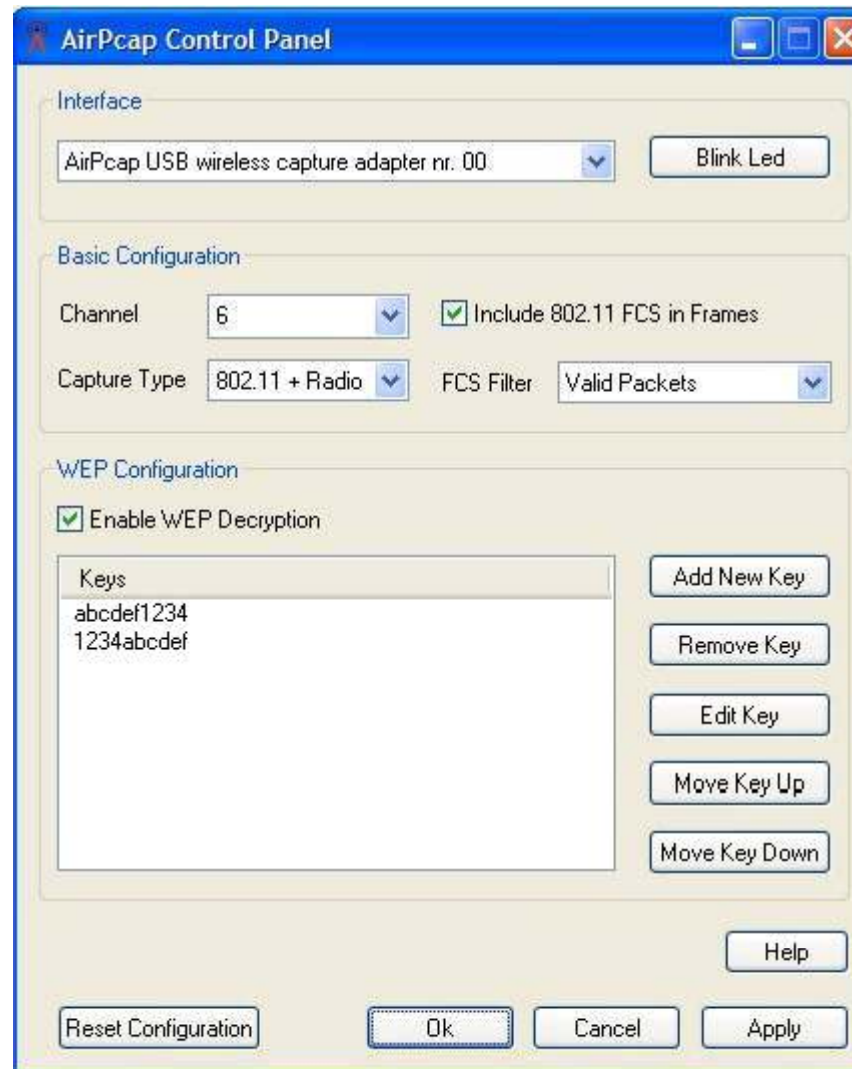 AirPcap Control Panel
Interface
AirPcap USB wireless capture adapter nr. 00
Blink Led
Basic Configuration
Channel
6
Include 802.11 FCS in Frames
Capture Type
802.11 + Radio
FCS Filter
Valid Packets
WEP Configuration
Enable WEP Decryption
Keys
abcdef1234
1234abcdef
Add New Key
Remove Key
Edit Key
Move Key Up
Move Key Down
Help
Reset Configuration
Ok
Cancel
Apply